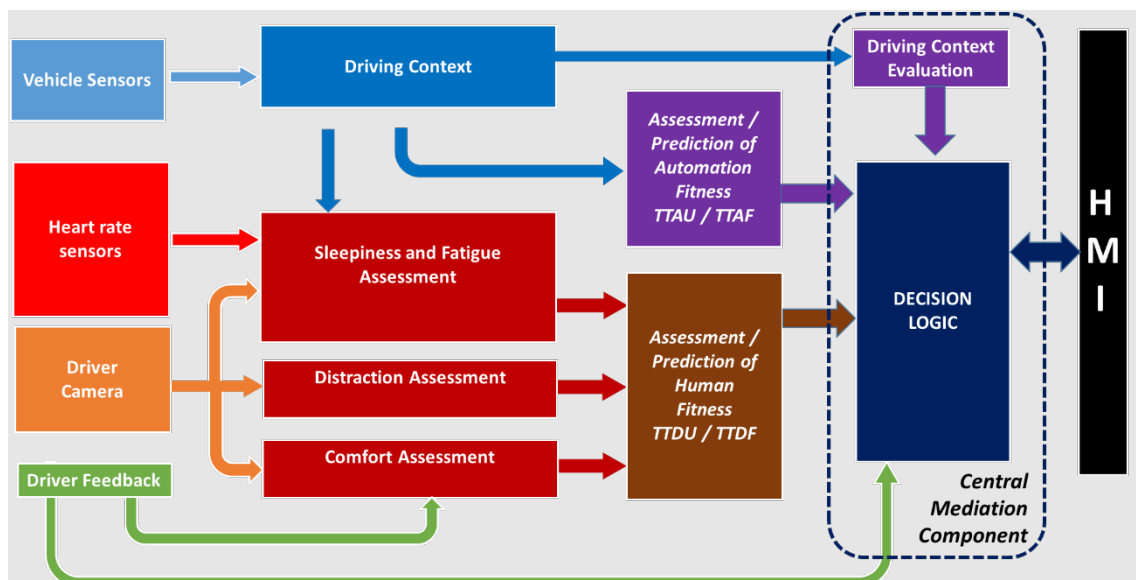 Vehicle Sensors
Driving Context
Driving Context
Evaluation
Assessment /
Prediction of
Automation
Fitness
TTAU / TTAF
Heart rate
sensors
Sleepiness and Fatigue
Assessment
DECISION
LOGIC
H
M
I
Driver
Camera
Distraction Assessment
Assessment /
Prediction of
Human
Fitness
TTDU / TTDF
Comfort Assessment
Driver Feedback
Central
Mediation
Component